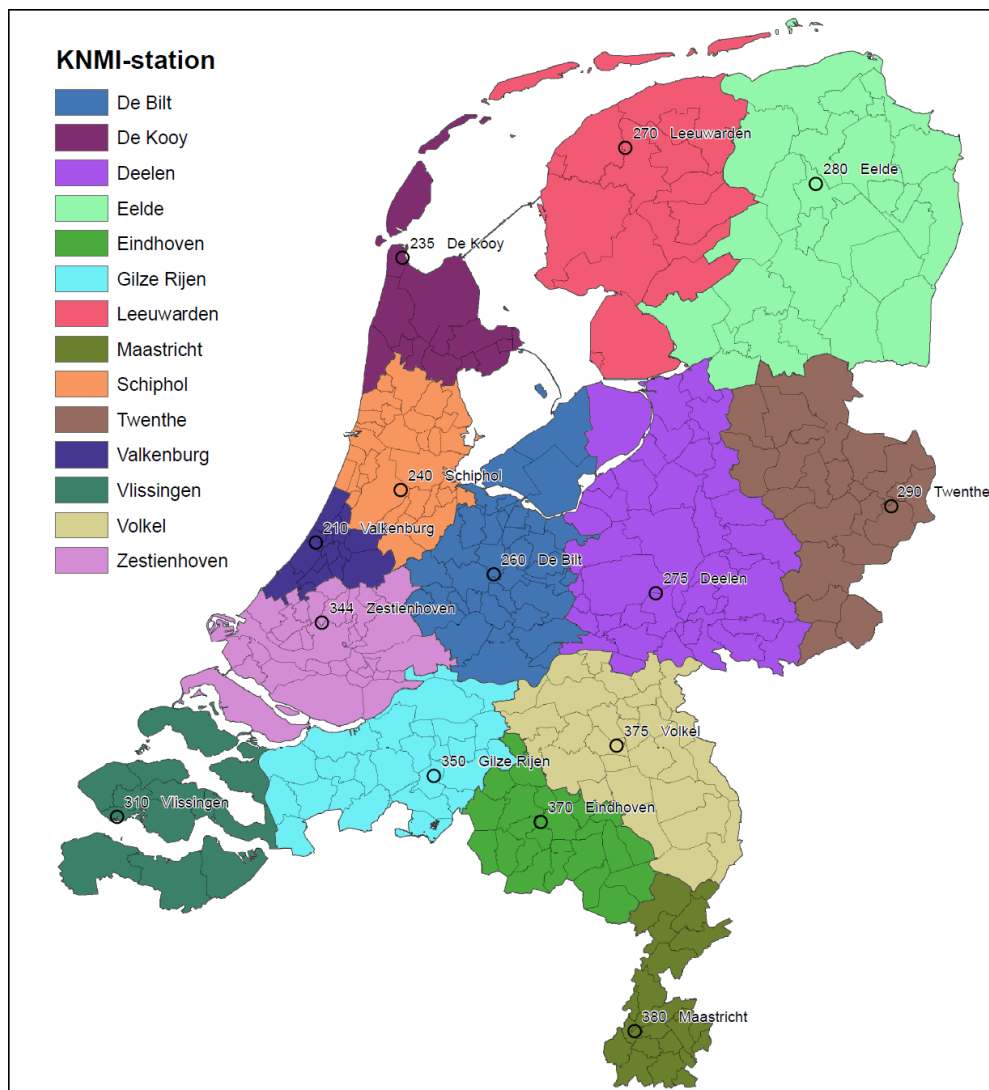 KNMI-station
De Bilt
De Kooy
Deelen
Eelde
Eindhoven
Gilze Rijen
Leeuwarden
Maastricht
Schiphol
Twenthe
Valkenburg
Vlissingen
Volkel
Zestienhoven
270 Leeuwarden
280 Eelde
235 De Kooy
240 Schiphol
290 Twenthe
210 Valkenburg
260 De Bilt
275 Deelen
344 Zestienhoven
375 Volkel
350 Gilze Rijen
310 Vlissingen
370 Eindhoven
380 Maastricht